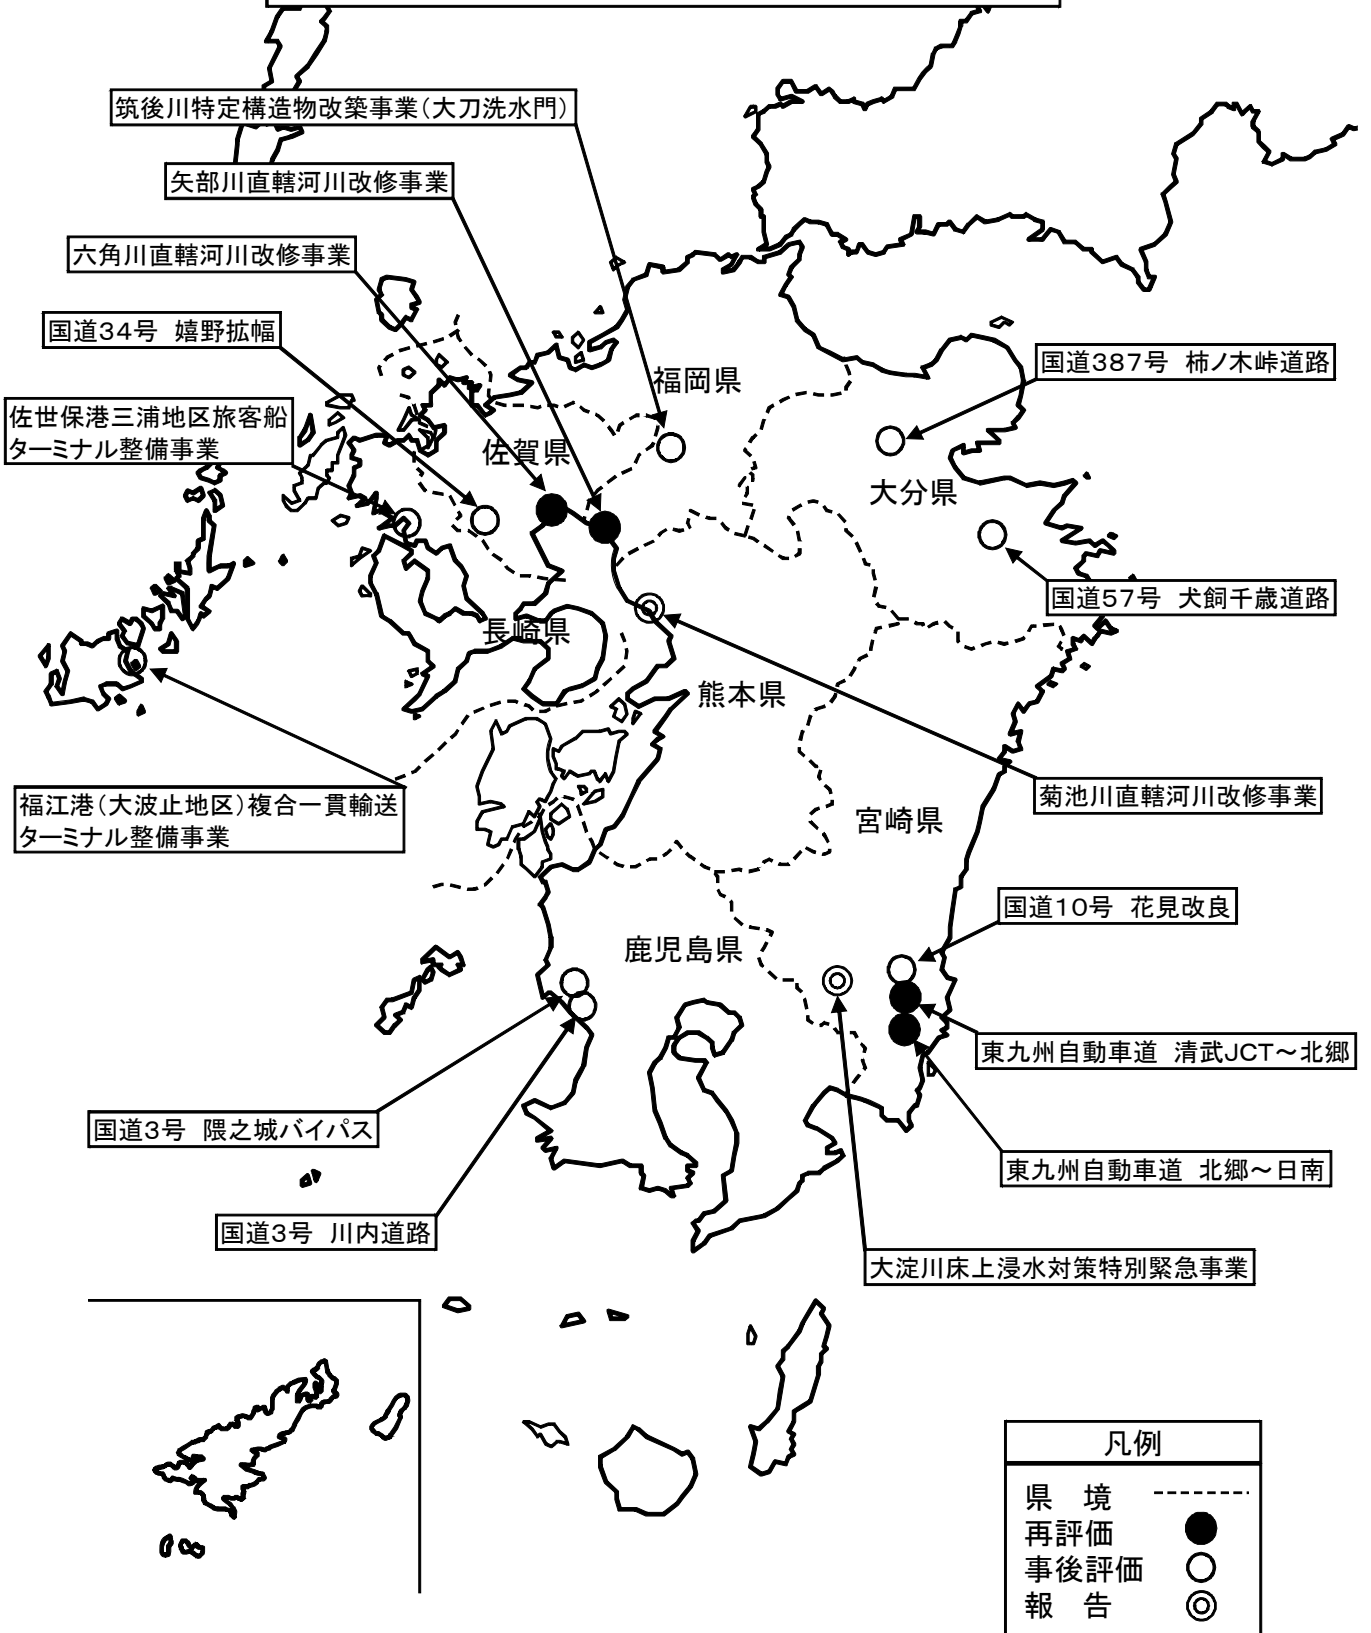 筑後川特定構造物改築事業(大刀洗水門)
矢部川直轄河川改修事業
六角川直轄河川改修事業
国道34号 嬉野拡幅
佐世保港三浦地区旅客船
ターミナル整備事業
福岡県
国道387号 柿ノ木峠道路
佐賀県
大分県
国道57号 犬飼千歳道路
長崎県
熊本県
福江港(大波止地区)複合一貫輸送
ターミナル整備事業
菊池川直轄河川改修事業
宮崎県
国道10号 花見改良
鹿児島県
東九州自動車道 清武JCT～北郷
国道3号 隈之城バイパス
東九州自動車道 北郷～日南
国道3号 川内道路
大淀川床上浸水対策特別緊急事業
凡例
県 境
再評価
事後評価
報 告